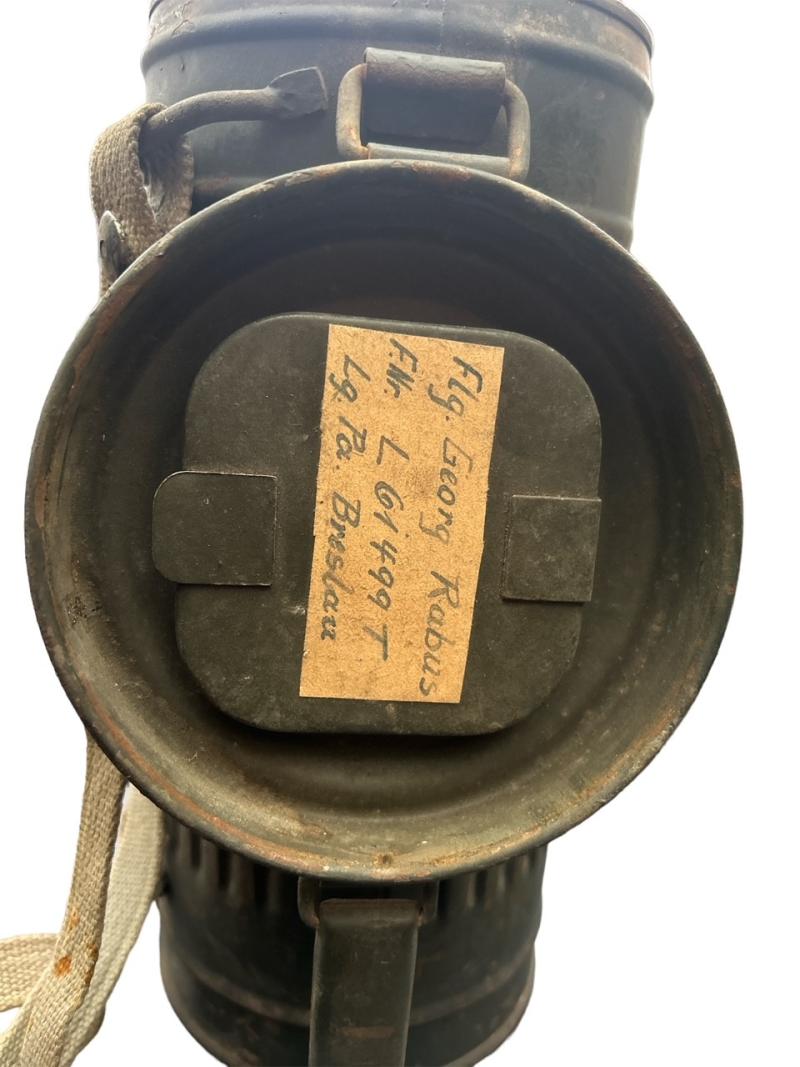 Flg. Georg Rabus
F.Nr. L 61499 T
Lg. Pa. Breslau